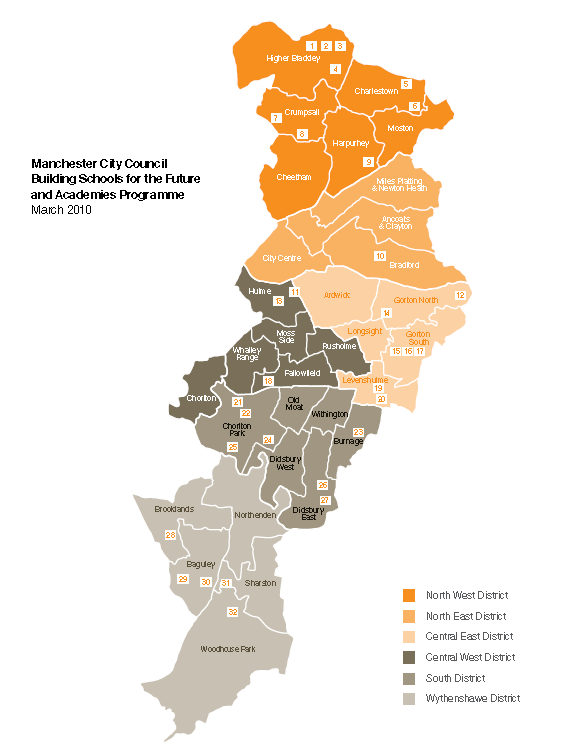 1 2 3
Higher Blackley
4
Charlestown
5
6
Crumpsall
7
8
Moston
Harpurhey
9
Cheetham
Manchester City Council
Building Schools for the Future
and Academies Programme
March 2010
Miles Platting
& Newton Heath
Ancoats
& Clayton
City Centre
10
Bradford
Hulme
11
13
Ardwick
Gorton North
12
14
Moss
Side
Longsight
Gorton
South
15 16 17
Rusholme
Whalley
Range
18
Fallowfield
Levenshulme
19
20
Chorlton
21
22
Old
Moat
Withington
Chorlton
Park
23
Burnage
24
25
Didsbury
West
26
27
Didsbury
East
Brooklands
Northenden
28
Baguley
29 30 31
Sharston
32
Woodhouse Park
North West District
North East District
Central East District
Central West District
South District
Wythenshawe District